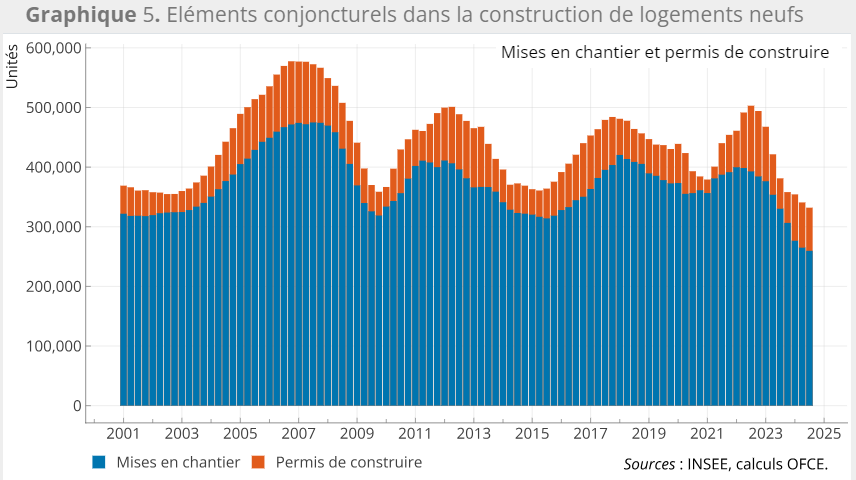 Graphique 5. Eléments conjoncturels dans la construction de logements neufs
Mises en chantier et permis de construire
Unités
600,000
500,000
400,000
300,000
200,000
100,000
0
2001 2003 2005 2007 2009 2011 2013 2015 2017 2019 2021 2023 2025
Mises en chantier Permis de construire
Sources : INSEE, calculs OFCE.